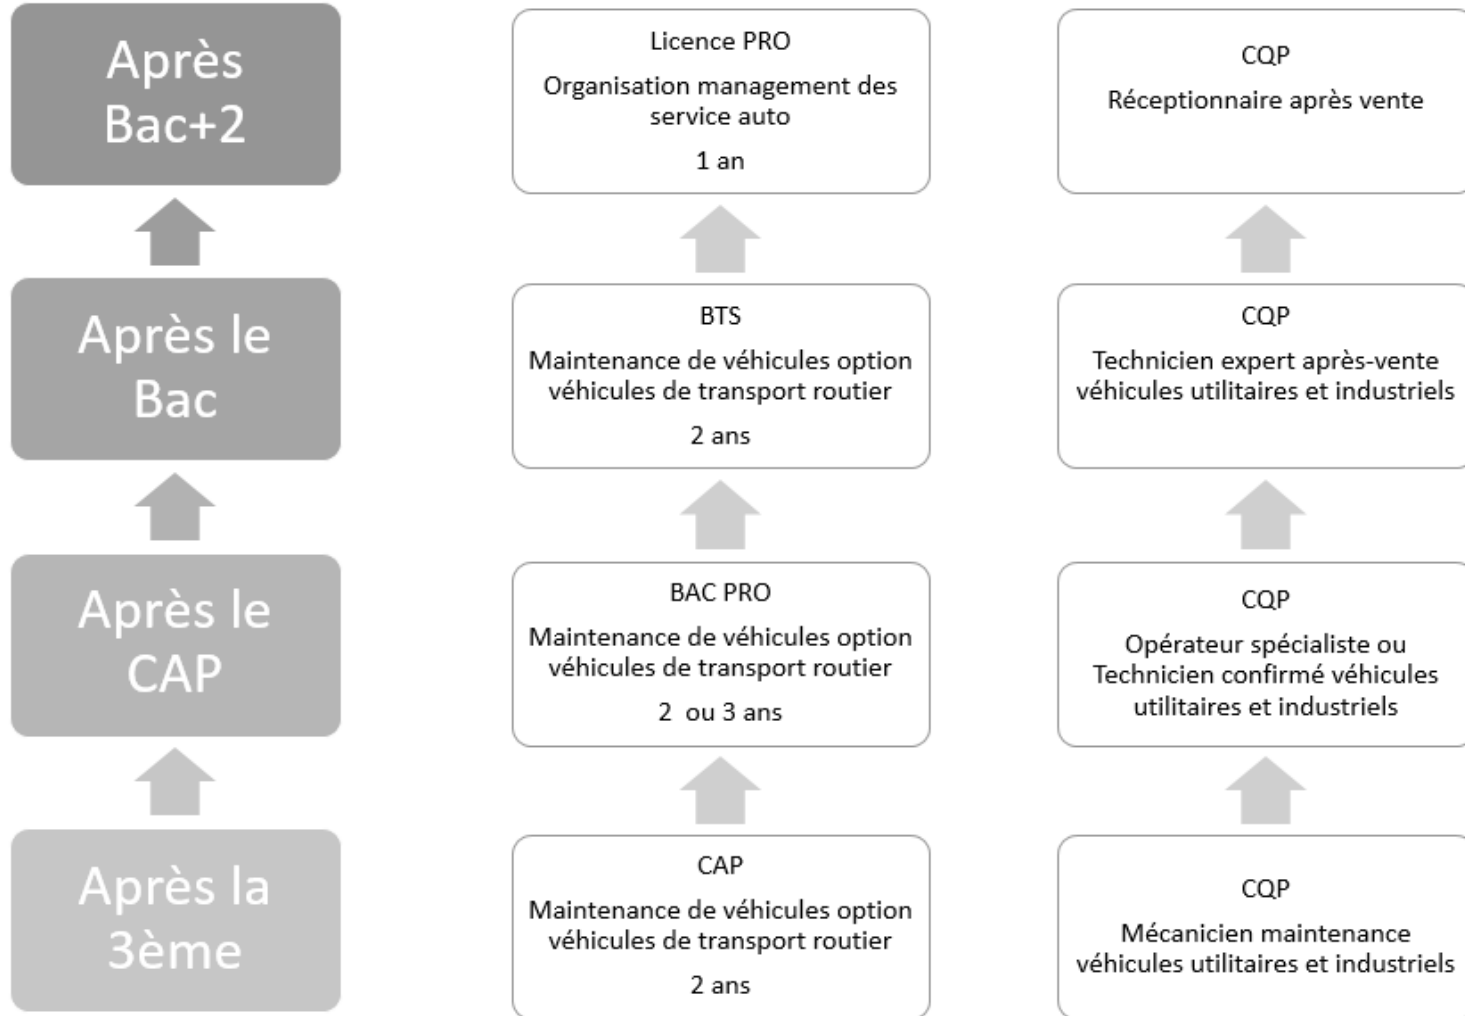 Après
Bac+2
Licence PRO
Organisation management des
service auto
1 an
CQP
Réceptionnaire après vente
Après le
Bac
BTS
Maintenance de véhicules option
véhicules de transport routier
2 ans
CQP
Technicien expert après-vente
véhicules utilitaires et industriels
Après le
CAP
BAC PRO
Maintenance de véhicules option
véhicules de transport routier
2 ou 3 ans
CQP
Opérateur spécialiste ou
Technicien confirmé véhicules
utilitaires et industriels
Après la
3ème
CAP
Maintenance de véhicules option
véhicules de transport routier
2 ans
CQP
Mécanicien maintenance
véhicules utilitaires et industriels